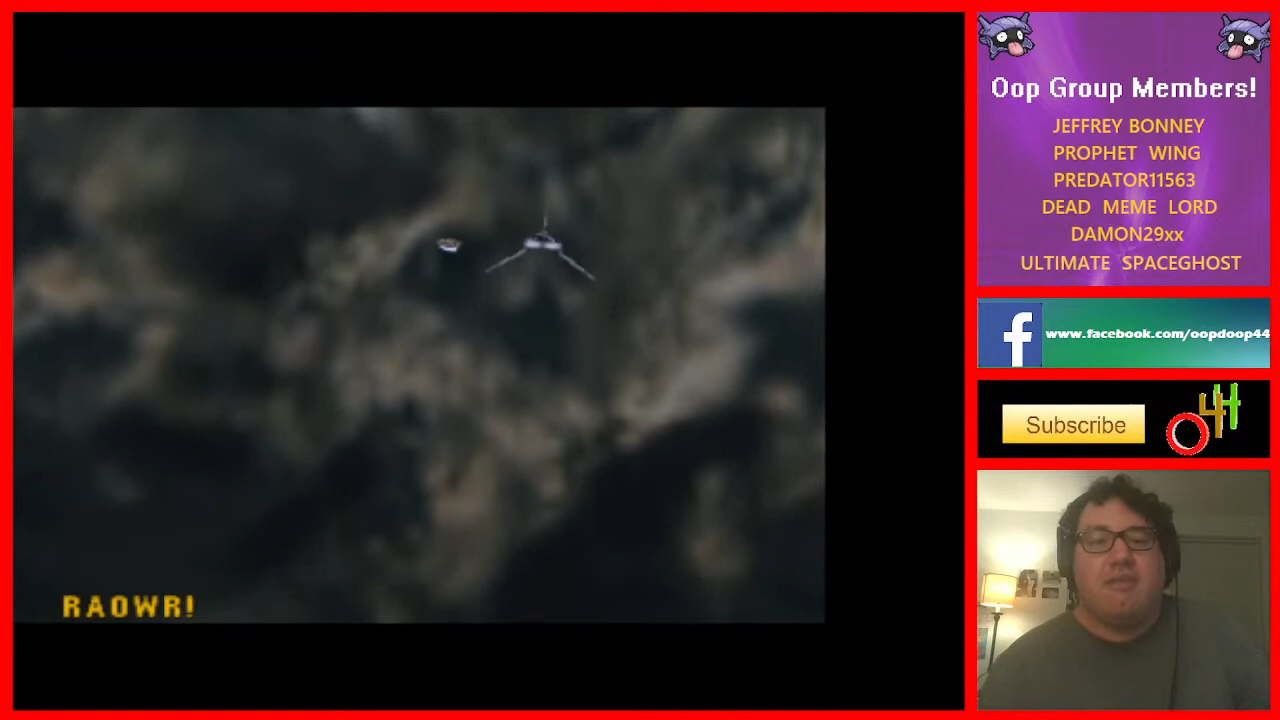 Oop Group Members!
JEFFREY BONNEY
PROPHET WING
PREDATOR11563
DEAD MEME LORD
DAMON29xx
ULTIMATE SPACEGHOST
f www.facebook.com/oopdoop44
Subscribe O44
RAOWR!